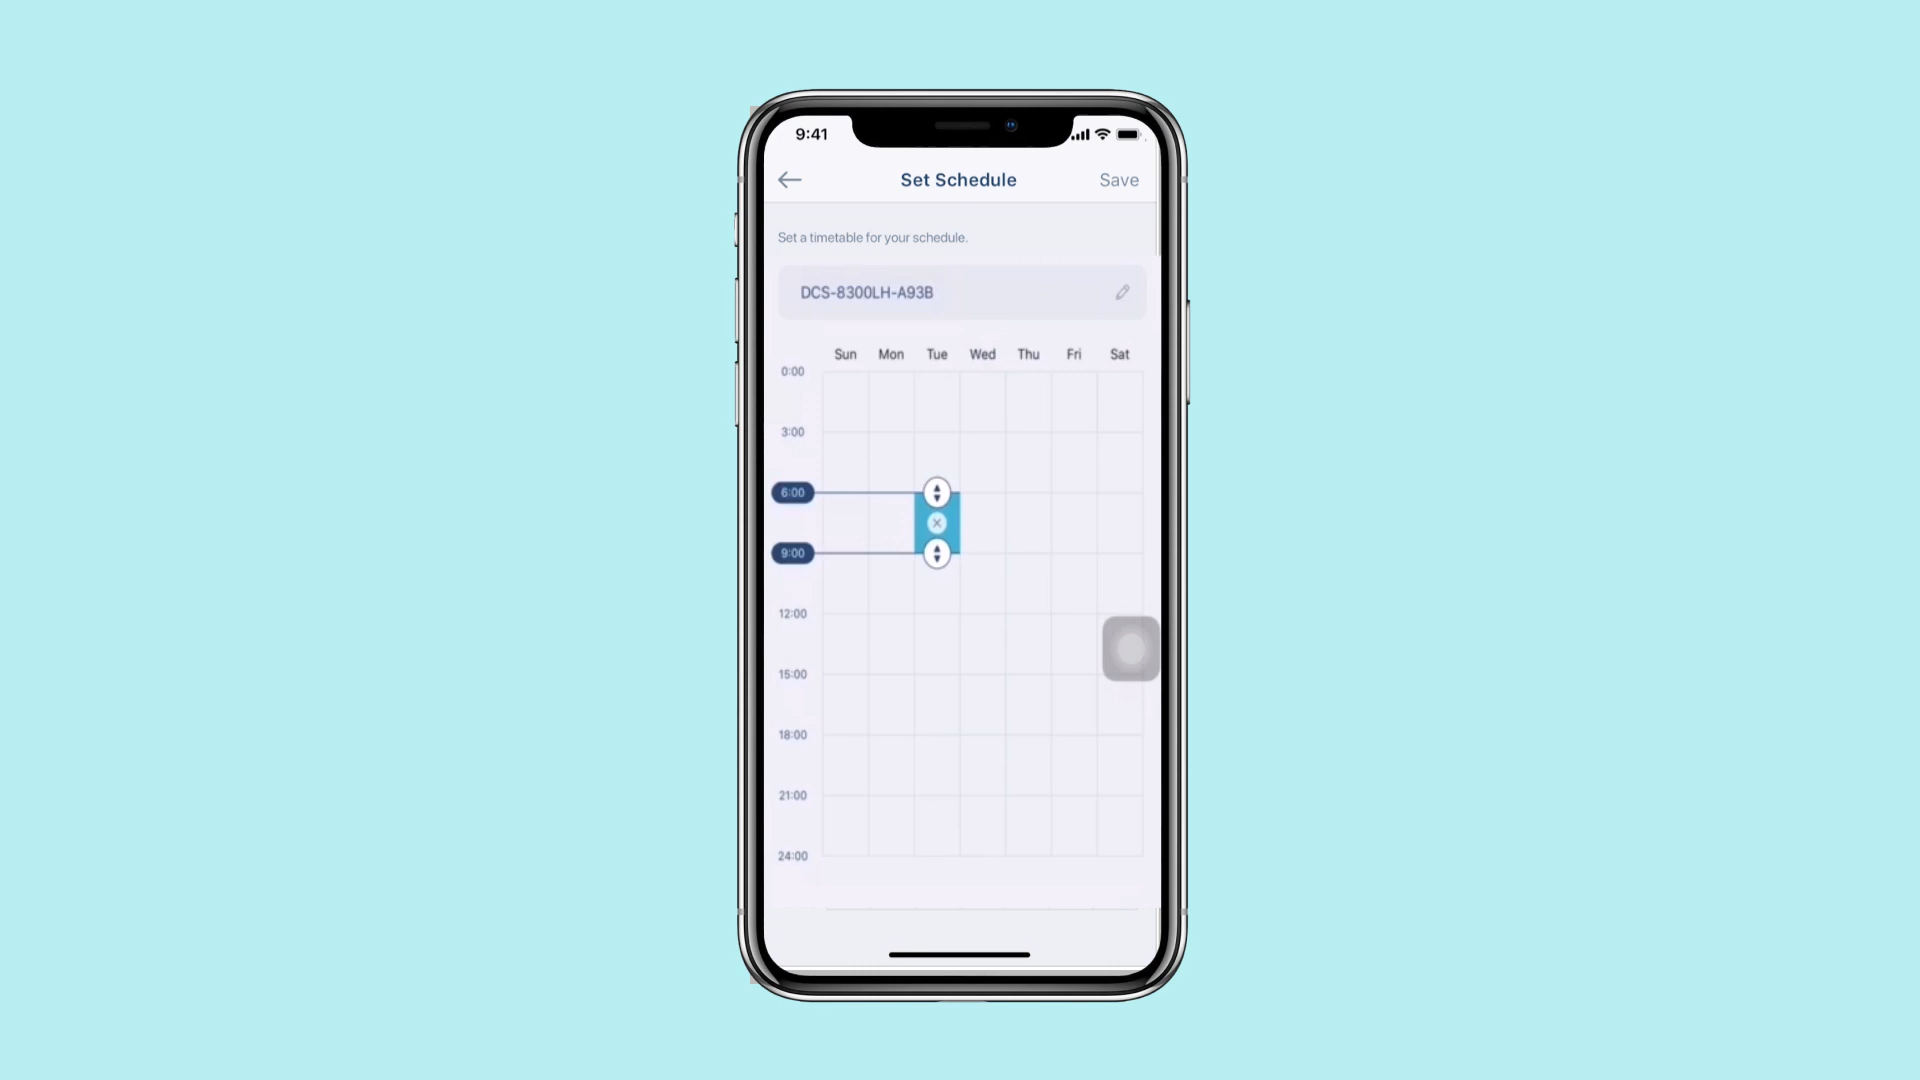 9:41
Set Schedule Save
Set a timetable for your schedule.
DCS-8300LH-A93B
Sun Mon Tue Wed Thu Fri Sat
0:00
3:00
6:00
9:00
12:00
15:00
18:00
21:00
24:00